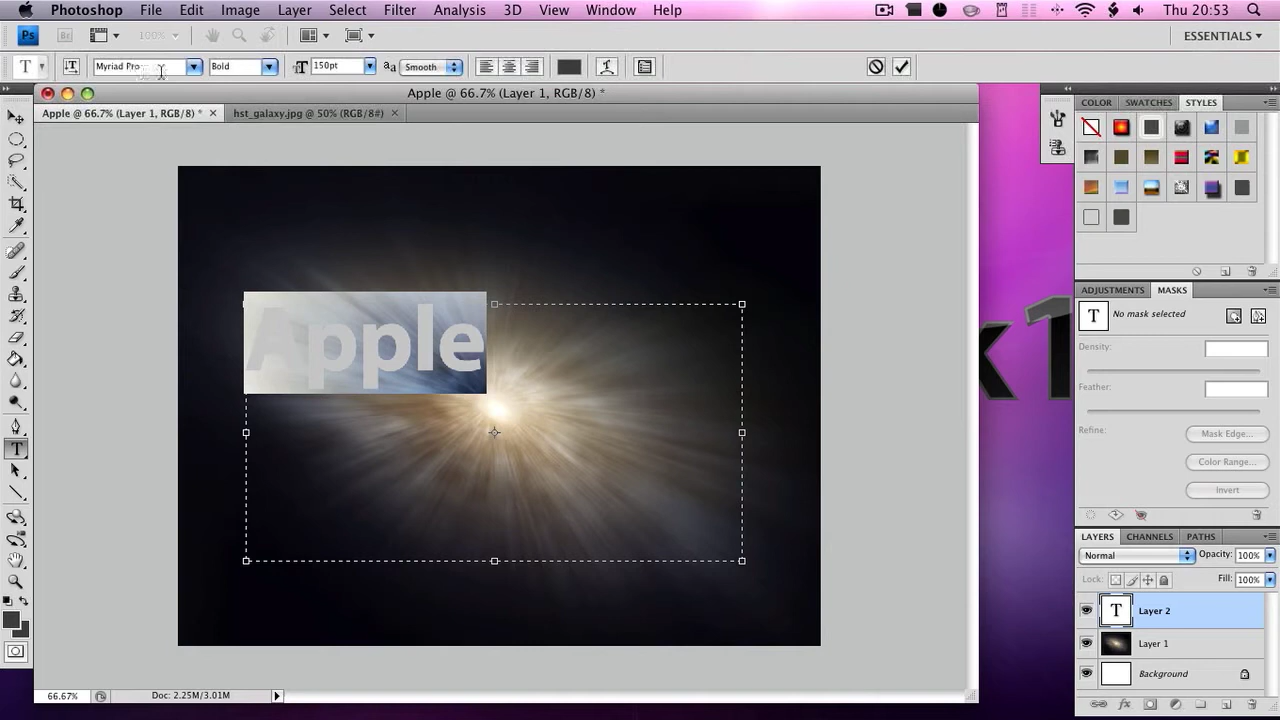 Photoshop File Edit Image Layer Select Filter Analysis 3D View Window Help Thu 20:53
Ps Br 100% ESSENTIALS
T T Myriad Pro Bold T 150pt aa Smooth
Apple @ 66.7% (Layer 1, RGB/8) *
Apple @ 66.7% (Layer 1, RGB/8) * hst_galaxy.jpg @ 50% (RGB/8#)
COLOR SWATCHES STYLES
Apple
ADJUSTMENTS MASKS
T No mask selected
Density:
Feather:
Refine: Mask Edge...
Color Range...
Invert
LAYERS CHANNELS PATHS
Normal Opacity: 100%
Lock: Fill: 100%
T Layer 2
Layer 1
Background
66.67% Doc: 2.25M/3.01M